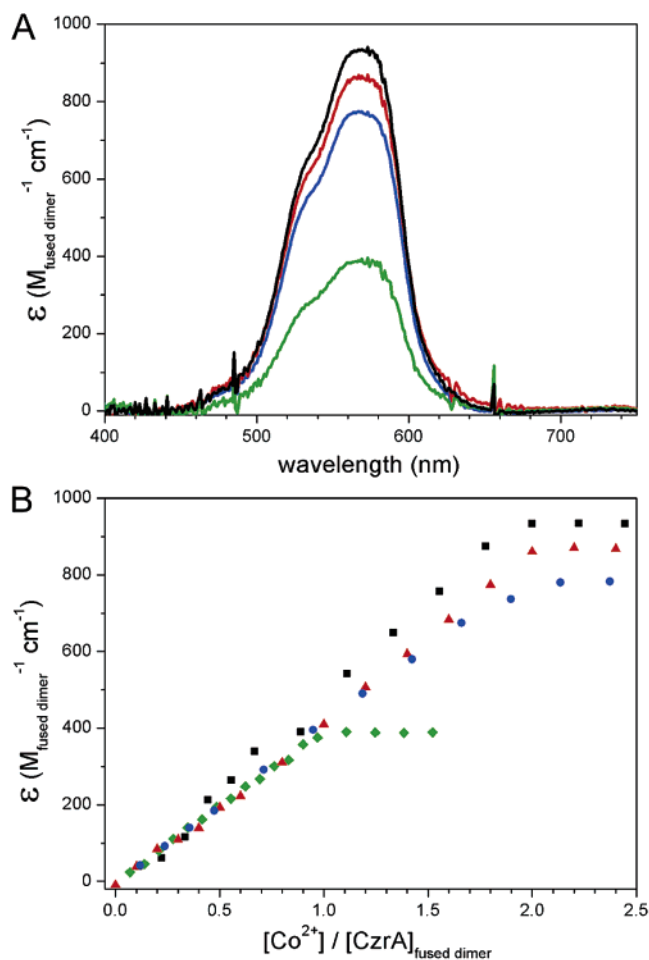 A
1000
800
600
400
200
0
ε (M fused dimer -1 cm-1)
400 500 600 700
wavelength (nm)
B
1000
800
600
400
200
0
ε (M fused dimer -1 cm-1)
0.0 0.5 1.0 1.5 2.0 2.5
[Co2+] / [CzrA] fused dimer